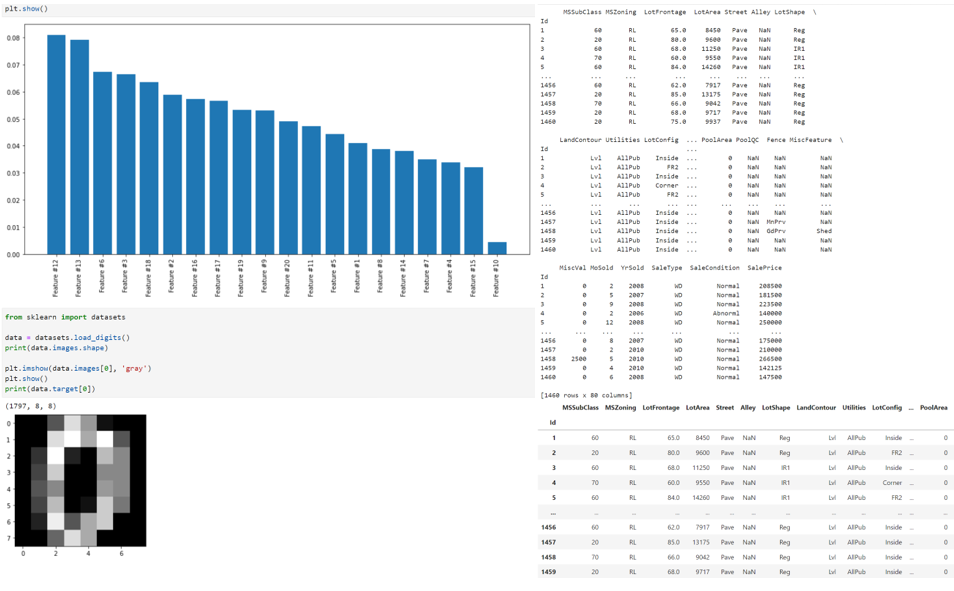 plt.show()
0.08
0.07
0.06
0.05
0.04
0.03
0.02
0.01
0.00
Feature #12
Feature #13
Feature #6
Feature #3
Feature #18
Feature #2
Feature #16
Feature #17
Feature #19
Feature #9
Feature #20
Feature #11
Feature #5
Feature #1
Feature #8
Feature #14
Feature #7
Feature #4
Feature #15
Feature #10
from sklearn import datasets
data = datasets.load_digits()
print(data.images.shape)
plt.imshow(data.images[0], 'gray')
plt.show()
print(data.target[0])
(1797, 8, 8)
0
1
2
3
4
5
6
7
0 2 4 6
MSSubClass MSZoning LotFrontage LotArea Street Alley LotShape \
Id
1 60 RL 65.0 8450 Pave NaN Reg
2 20 RL 80.0 9600 Pave NaN Reg
3 60 RL 68.0 11250 Pave NaN IR1
4 70 RL 60.0 9550 Pave NaN IR1
5 60 RL 84.0 14260 Pave NaN IR1
... ... ... ... ... ... ... ...
1456 60 RL 62.0 7917 Pave NaN Reg
1457 20 RL 85.0 13175 Pave NaN Reg
1458 70 RL 66.0 9042 Pave NaN Reg
1459 20 RL 68.0 9717 Pave NaN Reg
1460 20 RL 75.0 9937 Pave NaN Reg
LandContour Utilities LotConfig ... PoolArea PoolQC Fence MiscFeature \
Id ...
1 Lvl AllPub Inside ... 0 NaN NaN NaN
2 Lvl AllPub FR2 ... 0 NaN NaN NaN
3 Lvl AllPub Inside ... 0 NaN NaN NaN
4 Lvl AllPub Corner ... 0 NaN NaN NaN
5 Lvl AllPub FR2 ... 0 NaN NaN NaN
... ... ... ... ... ... ... ... ...
1456 Lvl AllPub Inside ... 0 NaN NaN NaN
1457 Lvl AllPub Inside ... 0 NaN MnPrv NaN
1458 Lvl AllPub Inside ... 0 NaN GdPrv Shed
1459 Lvl AllPub Inside ... 0 NaN NaN NaN
1460 Lvl AllPub Inside ... 0 NaN NaN NaN
MiscVal MoSold YrSold SaleType SaleCondition SalePrice
Id
1 0 2 2008 WD Normal 208500
2 0 5 2007 WD Normal 181500
3 0 9 2008 WD Normal 223500
4 0 2 2006 WD Abnorml 140000
5 0 12 2008 WD Normal 250000
... ... ... ... ... ... ...
1456 0 8 2007 WD Normal 175000
1457 0 2 2010 WD Normal 210000
1458 2500 5 2010 WD Normal 266500
1459 0 4 2010 WD Normal 142125
1460 0 6 2008 WD Normal 147500
[1460 rows x 80 columns]
MSSubClass MSZoning LotFrontage LotArea Street Alley LotShape LandContour Utilities LotConfig ... PoolArea
Id
1 60 RL 65.0 8450 Pave NaN Reg Lvl AllPub Inside ... 0
2 20 RL 80.0 9600 Pave NaN Reg Lvl AllPub FR2 ... 0
3 60 RL 68.0 11250 Pave NaN IR1 Lvl AllPub Inside ... 0
4 70 RL 60.0 9550 Pave NaN IR1 Lvl AllPub Corner ... 0
5 60 RL 84.0 14260 Pave NaN IR1 Lvl AllPub FR2 ... 0
... ... ... ... ... ... ... ... ... ... ... ... ...
1456 60 RL 62.0 7917 Pave NaN Reg Lvl AllPub Inside ... 0
1457 20 RL 85.0 13175 Pave NaN Reg Lvl AllPub Inside ... 0
1458 70 RL 66.0 9042 Pave NaN Reg Lvl AllPub Inside ... 0
1459 20 RL 68.0 9717 Pave NaN Reg Lvl AllPub Inside ... 0